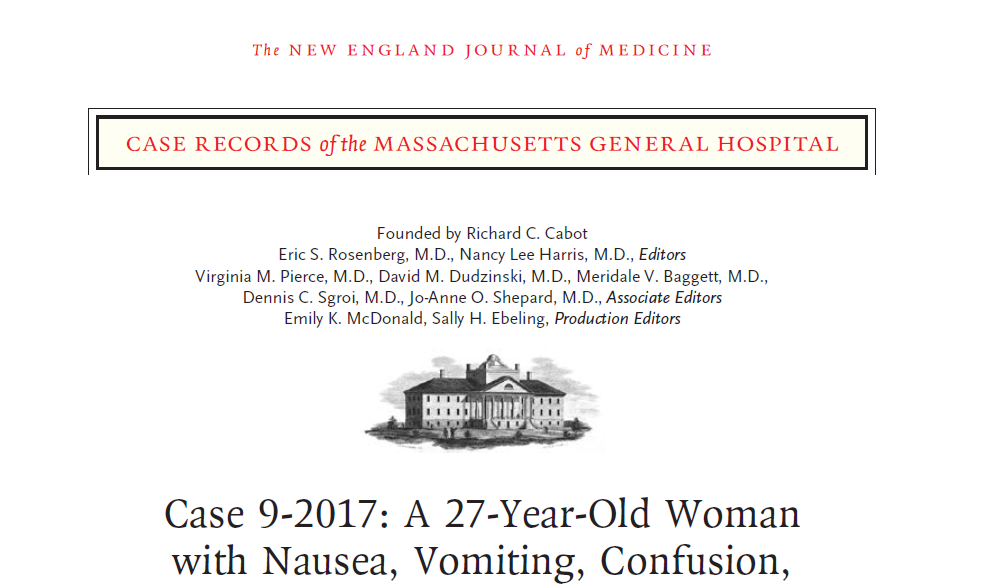 The NEW ENGLAND JOURNAL of MEDICINE
CASE RECORDS of the MASSACHUSETTS GENERAL HOSPITAL
Founded by Richard C. Cabot
Eric S. Rosenberg, M.D., Nancy Lee Harris, M.D., Editors
Virginia M. Pierce, M.D., David M. Dudzinski, M.D., Meridale V. Baggett, M.D.,
Dennis C. Sgroi, M.D., Jo-Anne O. Shepard, M.D., Associate Editors
Emily K. McDonald, Sally H. Ebeling, Production Editors
Case 9-2017: A 27-Year-Old Woman
with Nausea, Vomiting, Confusion,